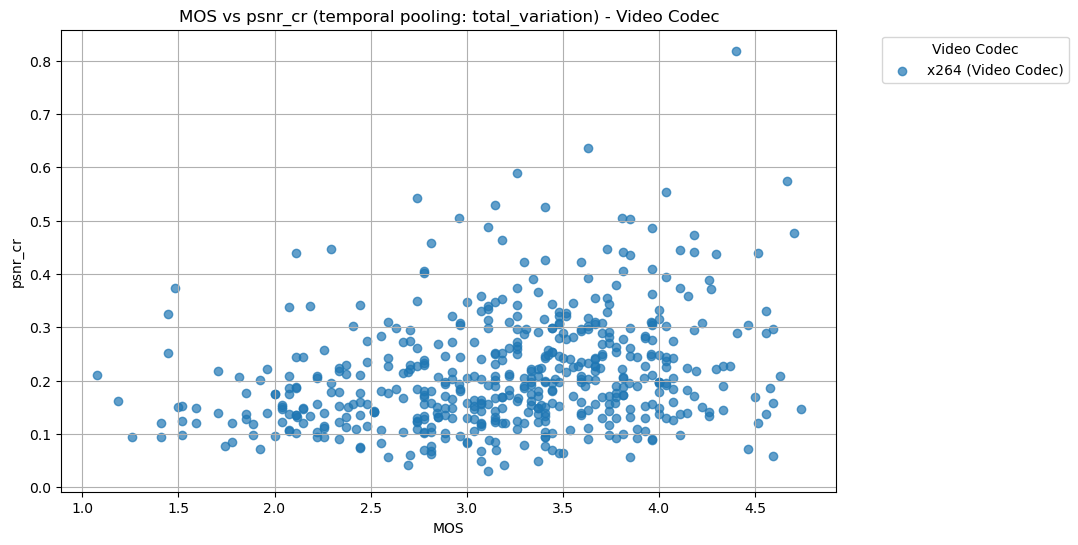 MOS vs psnr_cr (temporal pooling: total_variation) - Video Codec
Video Codec
x264 (Video Codec)
psnr_cr
0.8
0.7
0.6
0.5
0.4
0.3
0.2
0.1
0.0
1.0 1.5 2.0 2.5 3.0 3.5 4.0 4.5
MOS